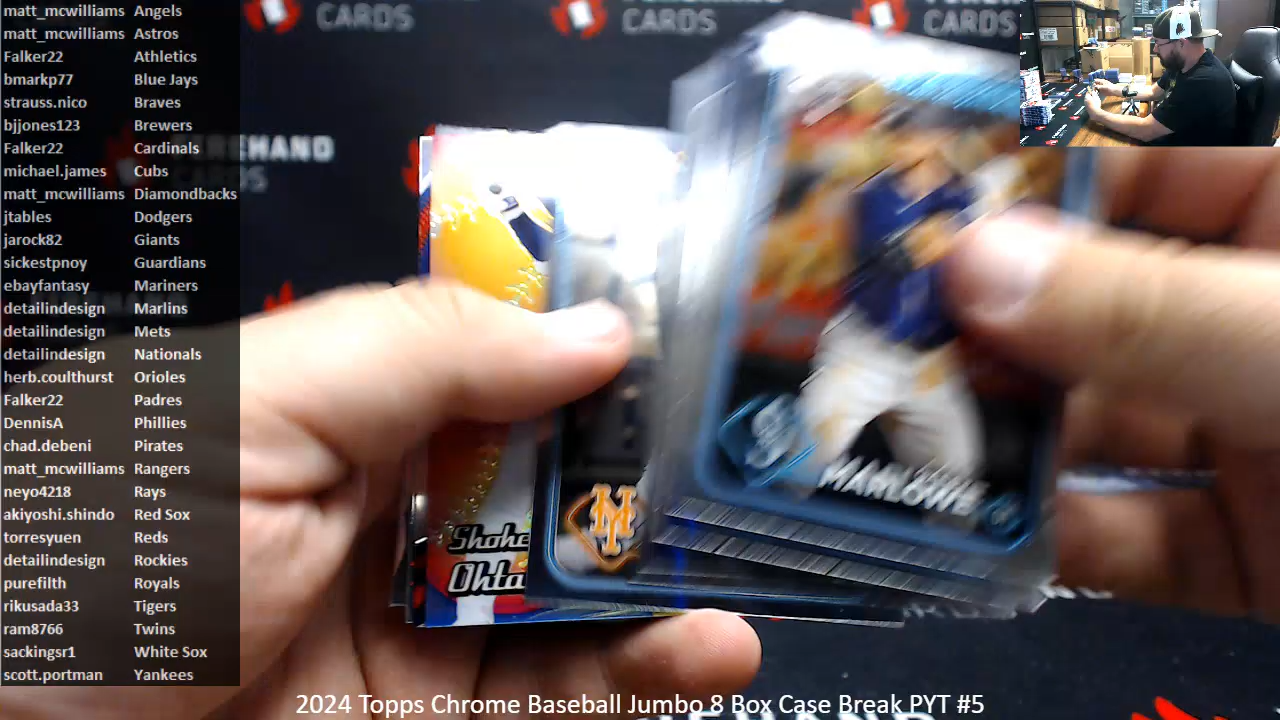 matt_mcwilliams Angels
matt_mcwilliams Astros
Falker22 Athletics
bmarkp77 Blue Jays
strauss.nico Braves
bjjones123 Brewers
Falker22 Cardinals
michael.james Cubs
matt_mcwilliams Diamondbacks
jtables Dodgers
jarock82 Giants
sickestpnoy Guardians
ebayfantasy Mariners
detailindesign Marlins
detailindesign Mets
detailindesign Nationals
herb.coulthurst Orioles
Falker22 Padres
DennisA Phillies
chad.debeni Pirates
matt_mcwilliams Rangers
neyo4218 Rays
akiyoshi.shindo Red Sox
torresyuen Reds
detailindesign Rockies
purefilth Royals
rikusada33 Tigers
ram8766 Twins
sackingsr1 White Sox
scott.portman Yankees
CARDS
CARDS
CARDS
Shohe
Ohta
MARLOWE
2024 Topps Chrome Baseball Jumbo 8 Box Case Break PYT #5